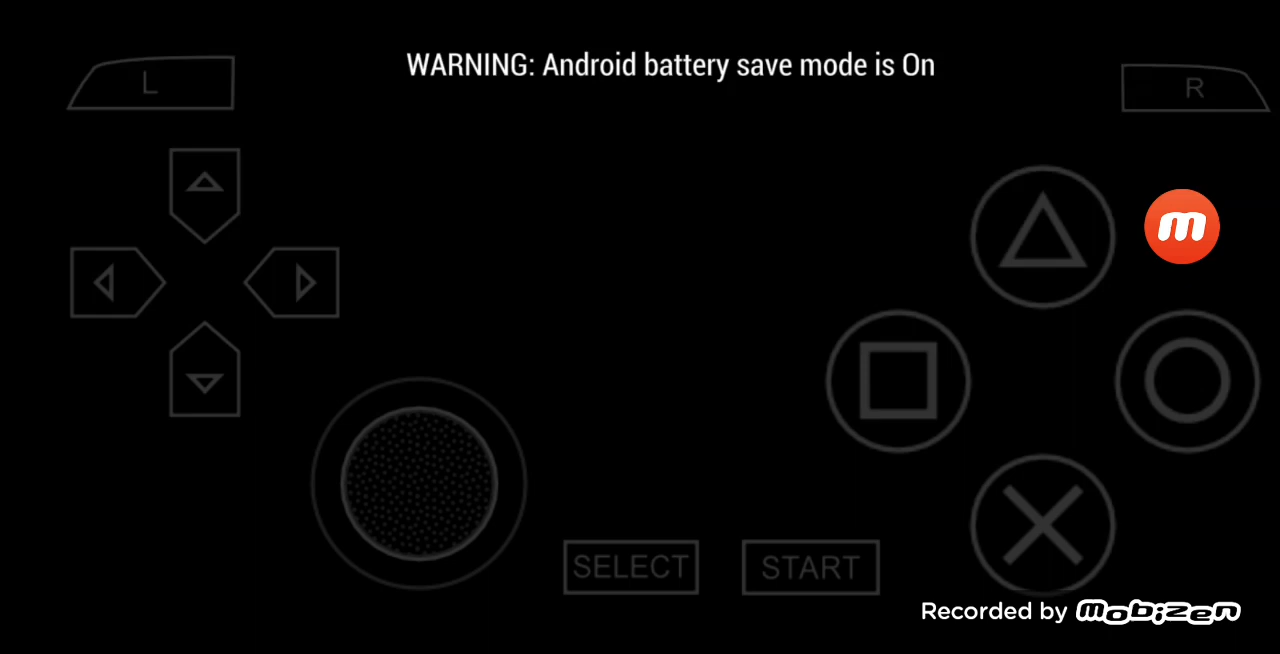 WARNING: Android battery save mode is On
L
R
m
SELECT
START
Recorded by mobizen